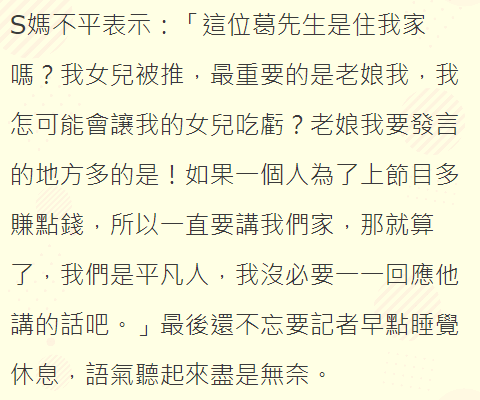 S媽不平表示：「這位葛先生是住我家
嗎？我女兒被推，最重要的是老娘我，我
怎可能會讓我的女兒吃虧？老娘我要發言
的地方多的是！如果一個人為了上節目多
賺點錢，所以一直要講我們家，那就算
了，我們是平凡人，我沒必要一一回應他
講的話吧。」最後還不忘要記者早點睡覺
休息，語氣聽起來盡是無奈。